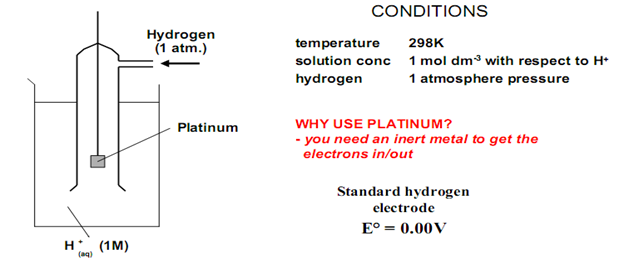 CONDITIONS
Hydrogen
(1 atm.)
temperature 298K
solution conc 1 mol dm-³ with respect to H+
hydrogen 1 atmosphere pressure
Platinum
WHY USE PLATINUM?
- you need an inert metal to get the
electrons in/out
Standard hydrogen
electrode
E° = 0.00V
H+(aq) (1M)